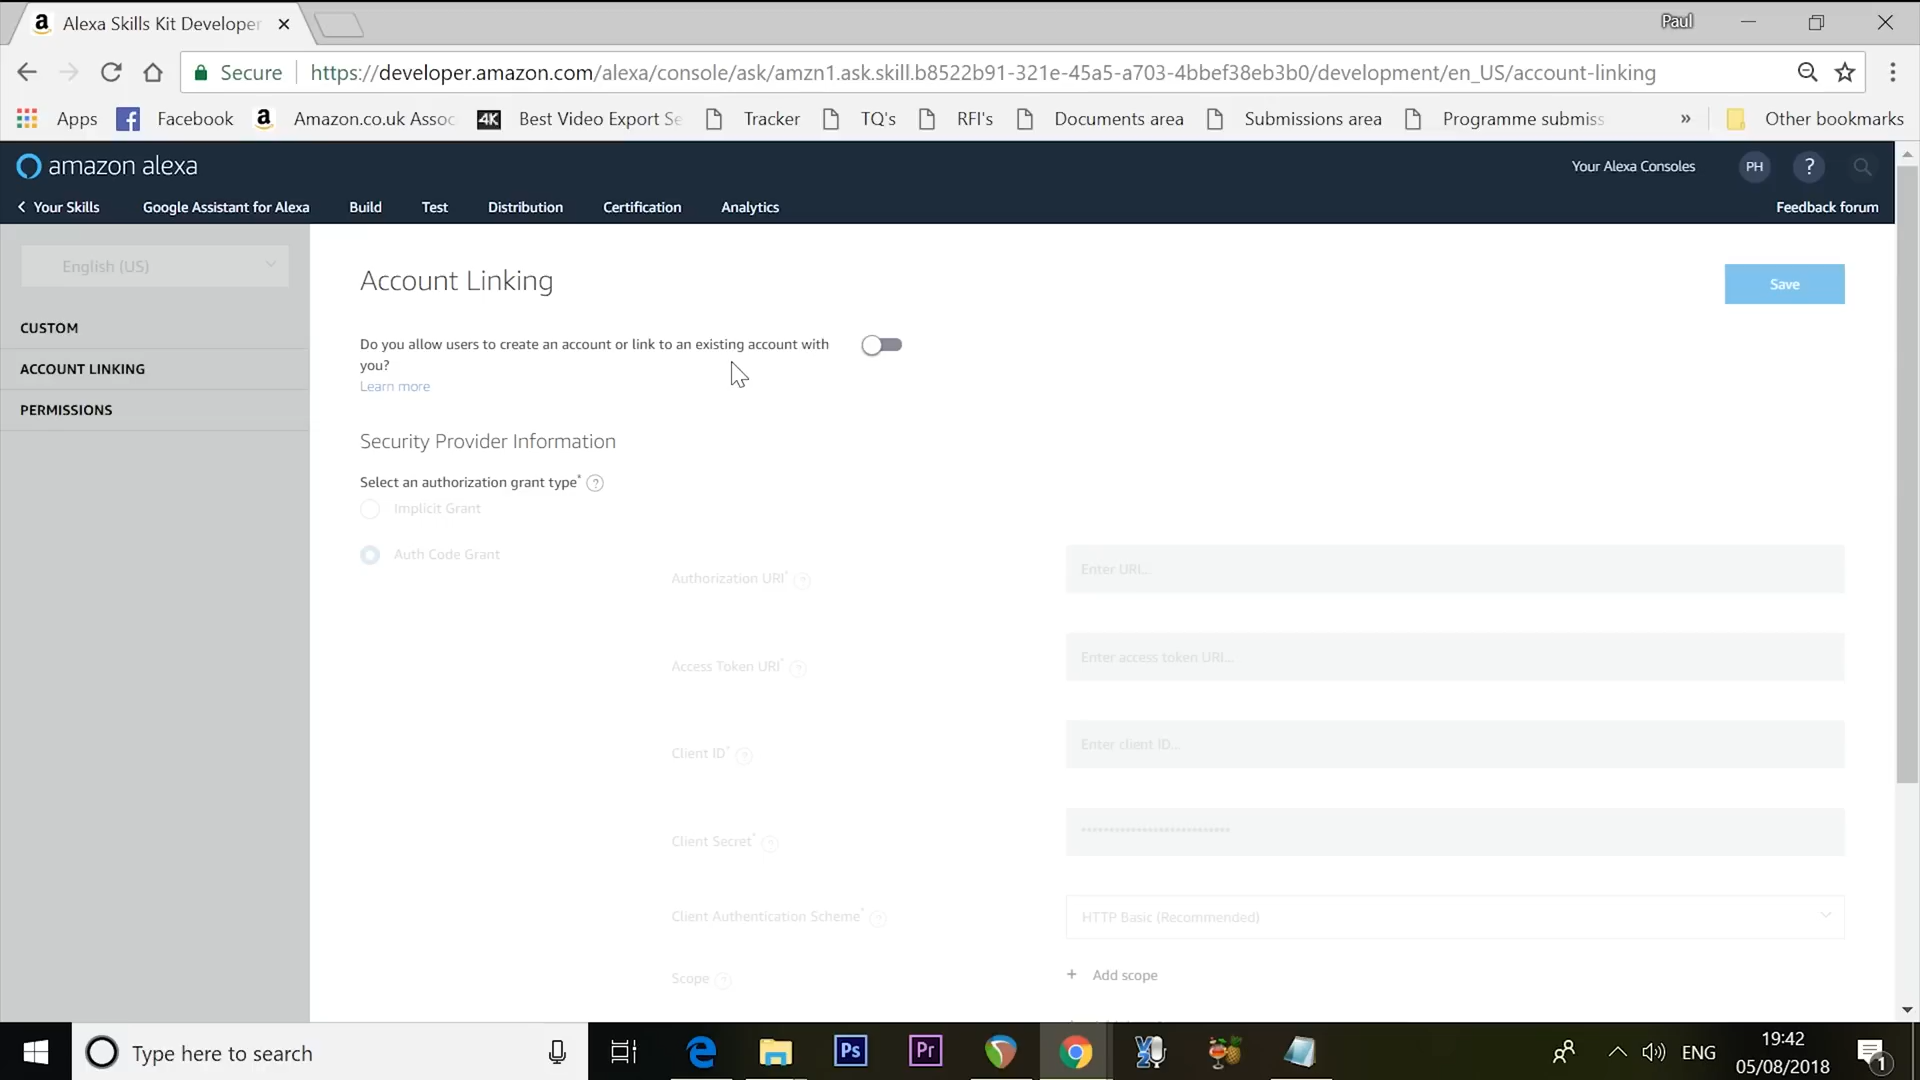 Alexa Skills Kit Developer
Paul
Secure
https://developer.amazon.com/alexa/console/ask/amzn1.ask.skill.b8522b91-321e-45a5-a703-4bbef38eb3b0/development/en_US/account-linking
Apps Facebook Amazon.co.uk Assoc 4K Best Video Export Se Tracker TQ's RFI's Documents area Submissions area Programme submiss » Other bookmarks
amazon alexa
Your Alexa Consoles PH ?
Your Skills Google Assistant for Alexa Build Test Distribution Certification Analytics Feedback forum
English (US)
CUSTOM
ACCOUNT LINKING
PERMISSIONS
Account Linking
Save
Do you allow users to create an account or link to an existing account with
you?
Learn more
Security Provider Information
Select an authorization grant type* ?
Implicit Grant
Auth Code Grant
Authorization URI* ?
Enter URI...
Access Token URI* ?
Enter access token URI...
Client ID* ?
Enter client ID...
Client Secret* ?
Client Authentication Scheme* ?
HTTP Basic (Recommended)
Scope ?
+ Add scope
Type here to search
Ps
Pr
ENG
19:42
05/08/2018
1